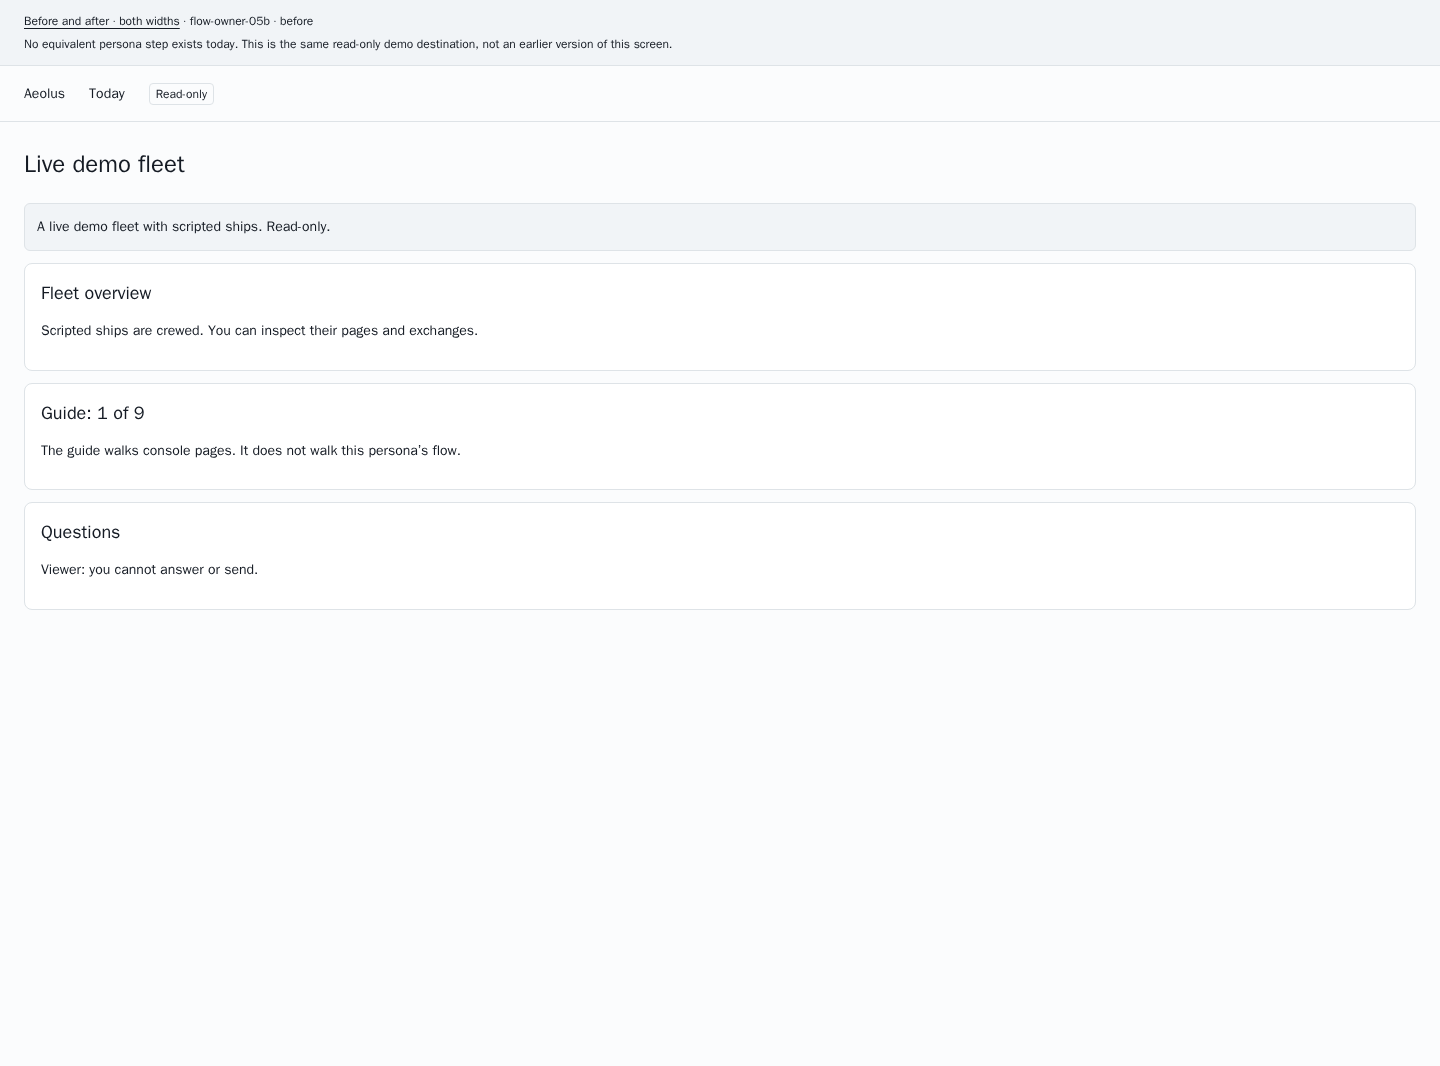 Before and after · both widths · flow-owner-05b · before
No equivalent persona step exists today. This is the same read-only demo destination, not an earlier version of this screen.
Aeolus Today Read-only
Live demo fleet
A live demo fleet with scripted ships. Read-only.
Fleet overview
Scripted ships are crewed. You can inspect their pages and exchanges.
Guide: 1 of 9
The guide walks console pages. It does not walk this persona's flow.
Questions
Viewer: you cannot answer or send.